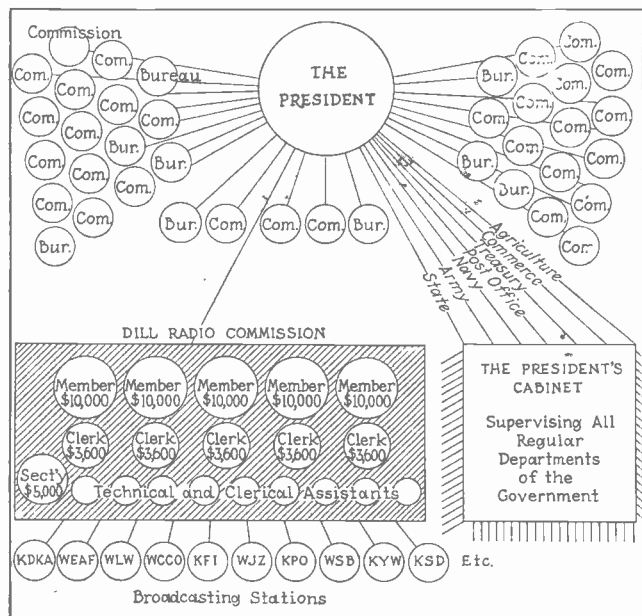 Commission
Com.
Com.
Bureau
Com.
Com.
Com.
Com.
Com.
Bur.
Com.
Bur.
Com.
Com.
Com.
Com.
Bur.
THE
PRESIDENT
Com.
Com.
Com.
Bur.
Com.
Com.
Com.
Com.
Com.
Com.
Bur.
Com.
Com.
Bur.
Com.
Com.
Com.
Bur. Com. Com. Com. Bur.
Agriculture
Commerce
Treasury
Post Office
Navy
Army
State
DILL RADIO COMMISSION
Member Member Member Member Member
$10,000 $10,000 $10,000 $10,000 $10,000
Clerk Clerk Clerk Clerk Clerk
$3,600 $3,600 $3,600 $3,600 $3,600
Sect'y
$5,000
Technical and Clerical Assistants
KDKA WEAF WLW WCCO KFI WJZ KPO WSB KYW KSD Etc.
Broadcasting Stations
THE PRESIDENT'S
CABINET
Supervising All
Regular
Departments
of the
Government